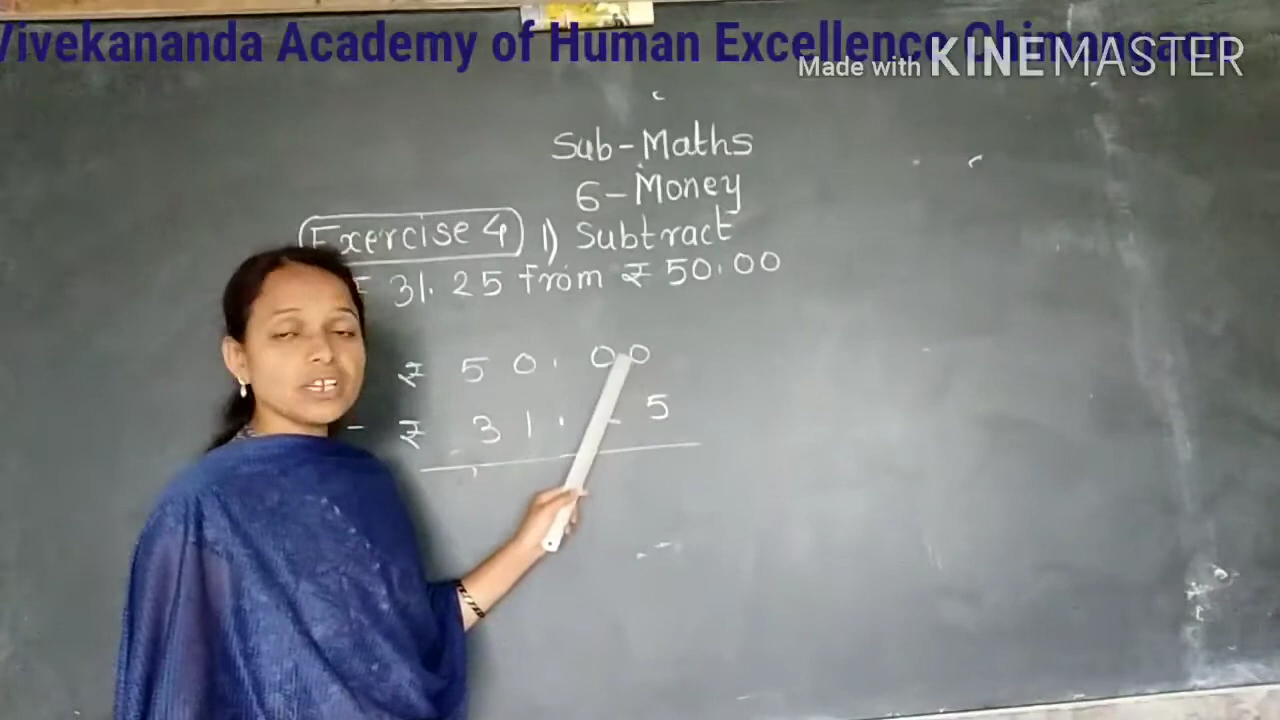 Vivekananda Academy of Human Excellence Chimangaon
Made with KINEMASTER
Sub-Maths
6-Money
Exercise 4 1) Subtract
₹ 31.25 from ₹ 50.00
₹ 50.00
- ₹ 31. 5